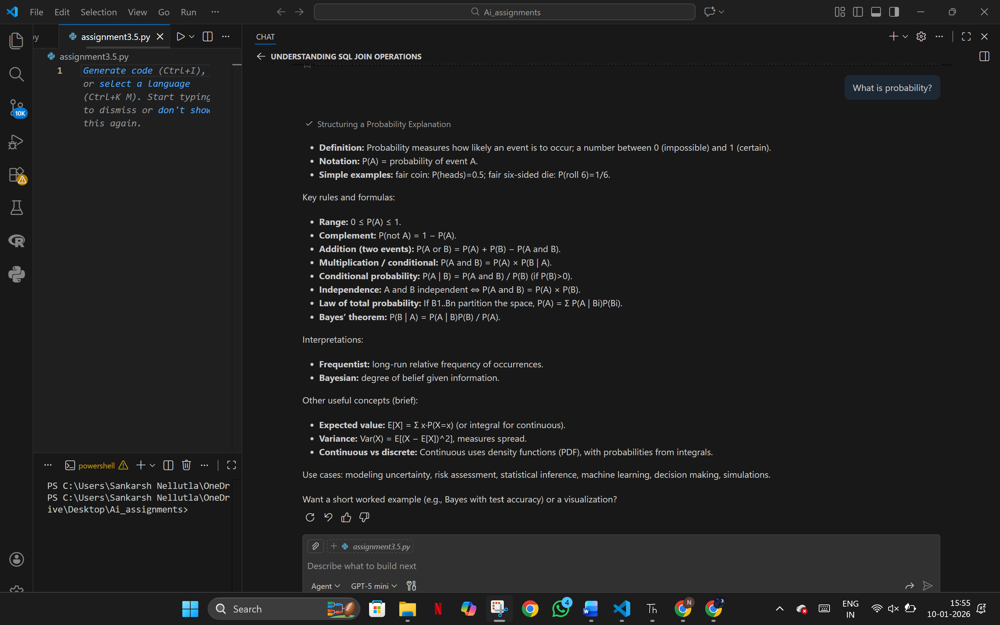 File Edit Selection View Go Run ···
Ai_assignments
py
assignment3.5.py
assignment3.5.py
1
Generate code (Ctrl+I),
or select a language
(Ctrl+K M). Start typing
to dismiss or don't show
this again.
10K
CHAT
UNDERSTANDING SQL JOIN OPERATIONS
What is probability?
Structuring a Probability Explanation
• Definition: Probability measures how likely an event is to occur; a number between 0 (impossible) and 1 (certain).
• Notation: P(A) = probability of event A.
• Simple examples: fair coin: P(heads)=0.5; fair six-sided die: P(roll 6)=1/6.
Key rules and formulas:
• Range: 0 ≤ P(A) ≤ 1.
• Complement: P(not A) = 1 − P(A).
• Addition (two events): P(A or B) = P(A) + P(B) − P(A and B).
• Multiplication / conditional: P(A and B) = P(A) × P(B | A).
• Conditional probability: P(A | B) = P(A and B) / P(B) (if P(B)>0).
• Independence: A and B independent ⇔ P(A and B) = P(A) × P(B).
• Law of total probability: If B1..Bn partition the space, P(A) = Σ P(A | Bi)P(Bi).
• Bayes’ theorem: P(B | A) = P(A | B)P(B) / P(A).
Interpretations:
• Frequentist: long-run relative frequency of occurrences.
• Bayesian: degree of belief given information.
Other useful concepts (brief):
• Expected value: E[X] = Σ x·P(X=x) (or integral for continuous).
• Variance: Var(X) = E[(X − E[X])^2], measures spread.
• Continuous vs discrete: Continuous uses density functions (PDF), with probabilities from integrals.
Use cases: modeling uncertainty, risk assessment, statistical inference, machine learning, decision making, simulations.
Want a short worked example (e.g., Bayes with test accuracy) or a visualization?
assignment3.5.py
Describe what to build next
Agent GPT-5 mini
powershell
PS C:\Users\Sankarsh Nellutla\OneDr
PS C:\Users\Sankarsh Nellutla\OneDr
ive\Desktop\Ai_assignments>
Search
4
W
Th
N
ENG
IN
15:55
10-01-2026